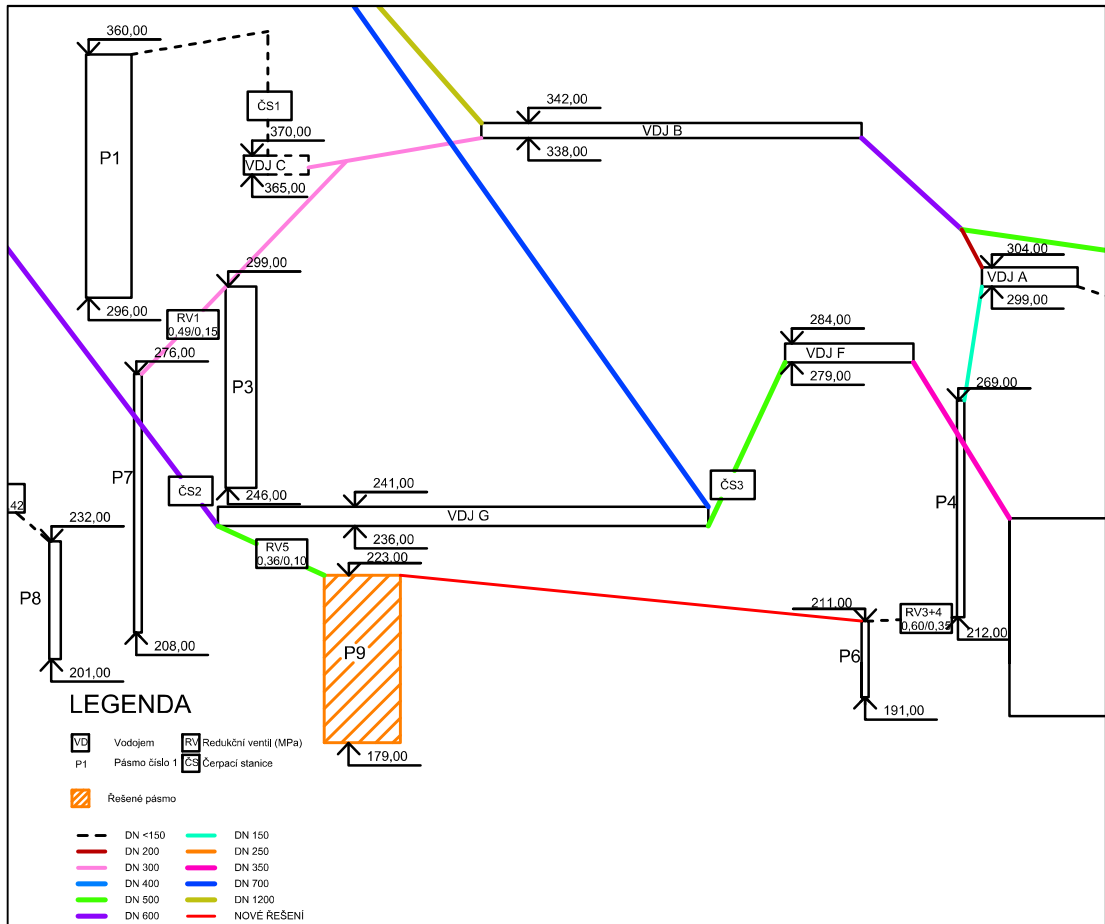 360,00
P1
296,00
ČS1
370,00
VDJ C
365,00
342,00
VDJ B
338,00
304,00
VDJ A
299,00
299,00
RV1
0,49/0,15
P3
246,00
276,00
P7
208,00
284,00
VDJ F
279,00
269,00
P4
212,00
ČS2
241,00
VDJ G
236,00
ČS3
42
232,00
P8
201,00
RV5
0,36/0,10
223,00
P9
179,00
211,00
RV3+4
0,60/0,35
P6
191,00
LEGENDA
VD Vodojem RV Redukční ventil (MPa)
P1 Pásmo číslo 1 ČS Čerpací stanice
Řešené pásmo
DN <150 DN 150
DN 200 DN 250
DN 300 DN 350
DN 400 DN 700
DN 500 DN 1200
DN 600 NOVÉ ŘEŠENÍ